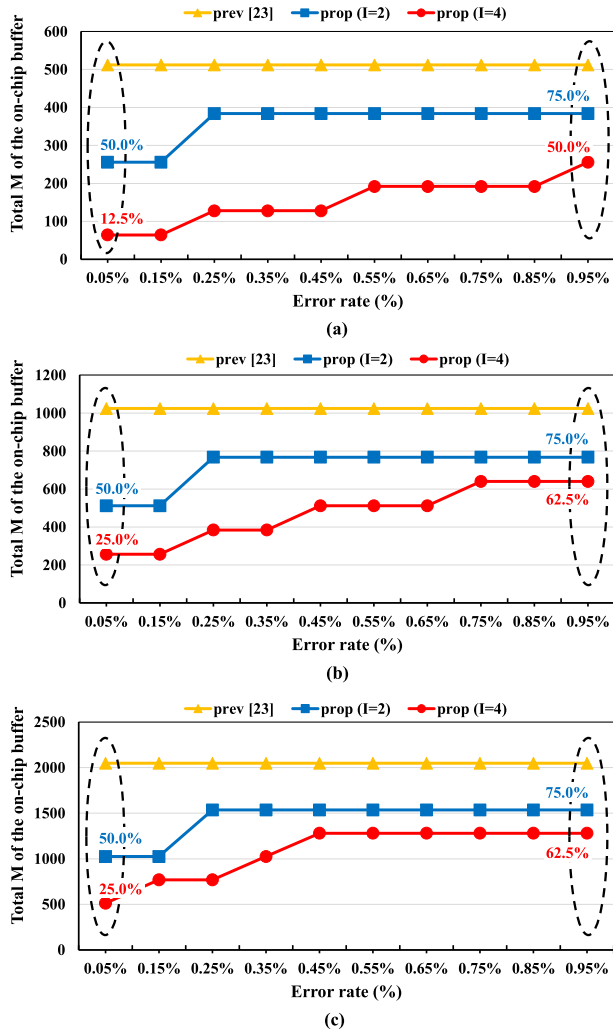 prev [23] prop (I=2) prop (I=4)
600
500
400
300
200
100
0
Total M of the on-chip buffer
50.0%
12.5%
75.0%
50.0%
0.05% 0.15% 0.25% 0.35% 0.45% 0.55% 0.65% 0.75% 0.85% 0.95%
Error rate (%)
(a)
prev [23] prop (I=2) prop (I=4)
1200
1000
800
600
400
200
0
Total M of the on-chip buffer
50.0%
25.0%
75.0%
62.5%
0.05% 0.15% 0.25% 0.35% 0.45% 0.55% 0.65% 0.75% 0.85% 0.95%
Error rate (%)
(b)
prev [23] prop (I=2) prop (I=4)
2500
2000
1500
1000
500
0
Total M of the on-chip buffer
50.0%
25.0%
75.0%
62.5%
0.05% 0.15% 0.25% 0.35% 0.45% 0.55% 0.65% 0.75% 0.85% 0.95%
Error rate (%)
(c)